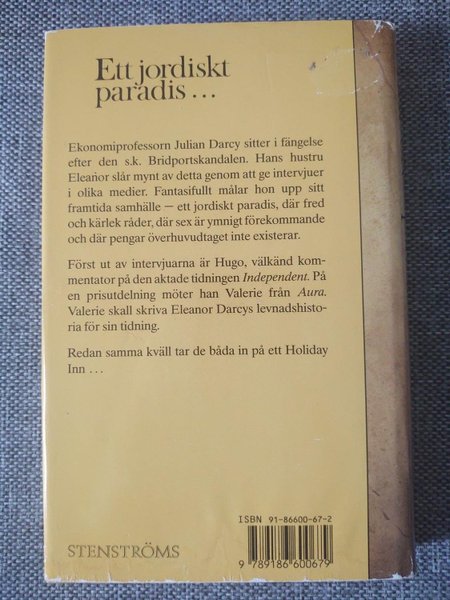 Ett jordiskt
paradis...
Ekonomiprofessorn Julian Darcy sitter i fängelse
efter den s.k. Bridportskandalen. Hans hustru
Eleanor slår mynt av detta genom att ge intervjuer
i olika medier. Fantasifullt målar hon upp sitt
framtida samhälle — ett jordiskt paradis, där fred
och kärlek råder, där sex är ymnigt förekommande
och där pengar överhuvudtaget inte existerar.
Först ut av intervjuarna är Hugo, välkänd kom-
mentator på den aktade tidningen Independent. På
en prisutdelning möter han Valerie från Aura.
Valerie skall skriva Eleanor Darcys levnadshisto-
ria för sin tidning.
Redan samma kväll tar de båda in på ett Holiday
Inn ...
ISBN 91-86600-67-2
STENSTRÖMS
9 789186 600679